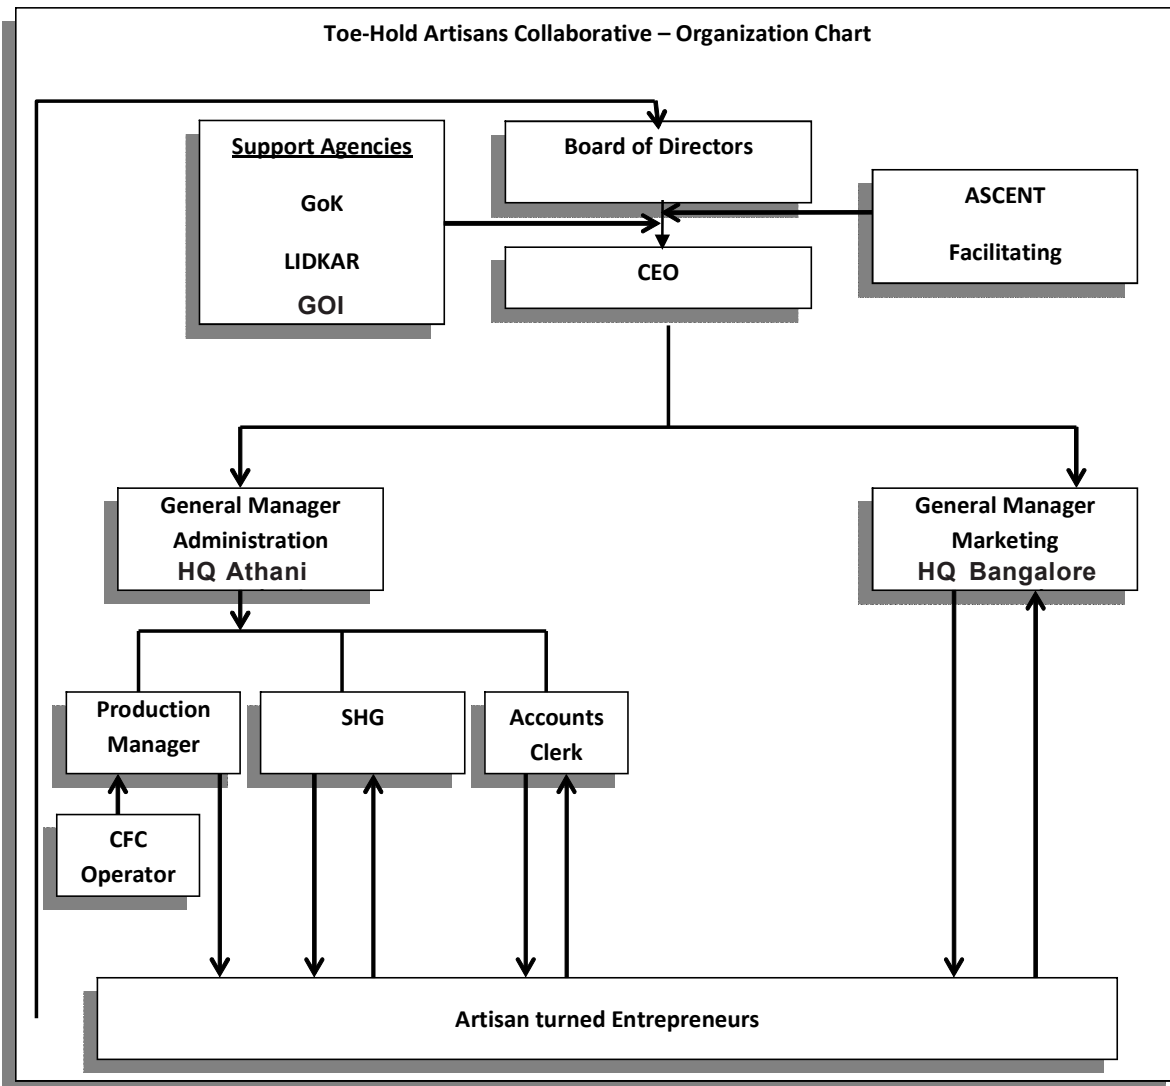 Toe-Hold Artisans Collaborative – Organization Chart
Support Agencies
GoK
LIDKAR
GOI
Board of Directors
ASCENT
Facilitating
CEO
General Manager
Administration
HQ Athani
General Manager
Marketing
HQ Bangalore
Production
Manager
SHG
Accounts
Clerk
CFC
Operator
Artisan turned Entrepreneurs